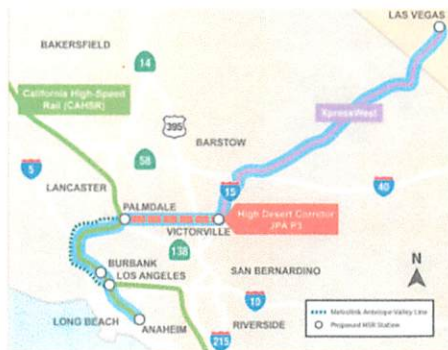 LAS VEGAS
BAKERSFIELD
14
California High-Speed
Rail (CAHSR)
XpressWest
395
BARSTOW
5
58
15
40
LANCASTER
PALMDALE
High Desert Corridor
JPA P3
VICTORVILLE
138
BURBANK
LOS ANGELES
SAN BERNARDINO
N
10
LONG BEACH
ANAHEIM
RIVERSIDE
215
Metrolink Antelope Valley Line
Proposed HSR Station